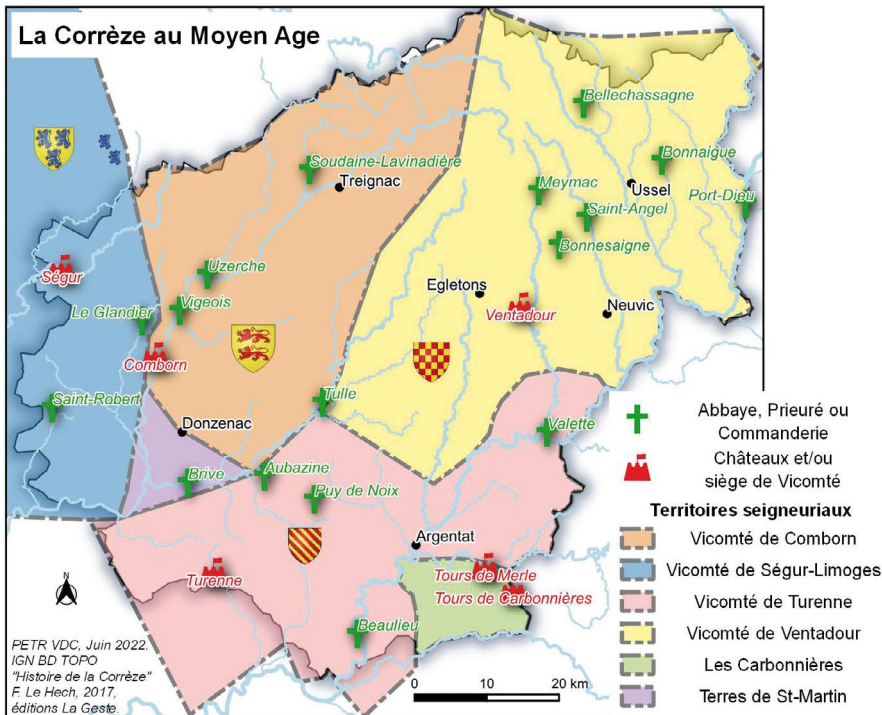 La Corrèze au Moyen Age
Bellechassagne
Soudaine-Lavinadière
Bonnaigue
Treignac
Meymac
Ussel
Port-Dieu
Saint-Angel
Bonnesaigne
Ségur
Uzerche
Egletons
Vigeois
Le Glandier
Ventadour
Neuvic
Comborn
Saint-Robert
Tulle
Donzenac
Valette
Brive
Aubazine
Puy de Noix
Argentat
Turenne
Tours de Merle
Tours de Carbonnières
Beaulieu
N
PETR VDC, Juin 2022.
IGN BD TOPO
"Histoire de la Corrèze"
F. Le Hech, 2017,
éditions La Geste.
0 10 20 km
Abbaye, Prieuré ou
Commanderie
Châteaux et/ou
siège de Vicomté
Territoires seigneuriaux
Vicomté de Comborn
Vicomté de Ségur-Limoges
Vicomté de Turenne
Vicomté de Ventadour
Les Carbonnières
Terres de St-Martin